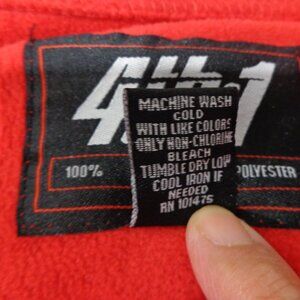 MACHINE WASH
COLD
WITH LIKE COLORS
ONLY NON-CHLORINE
BLEACH
TUMBLE DRY LOW
COOL IRON IF
NEEDED
RN 101475
100%
POLYESTER